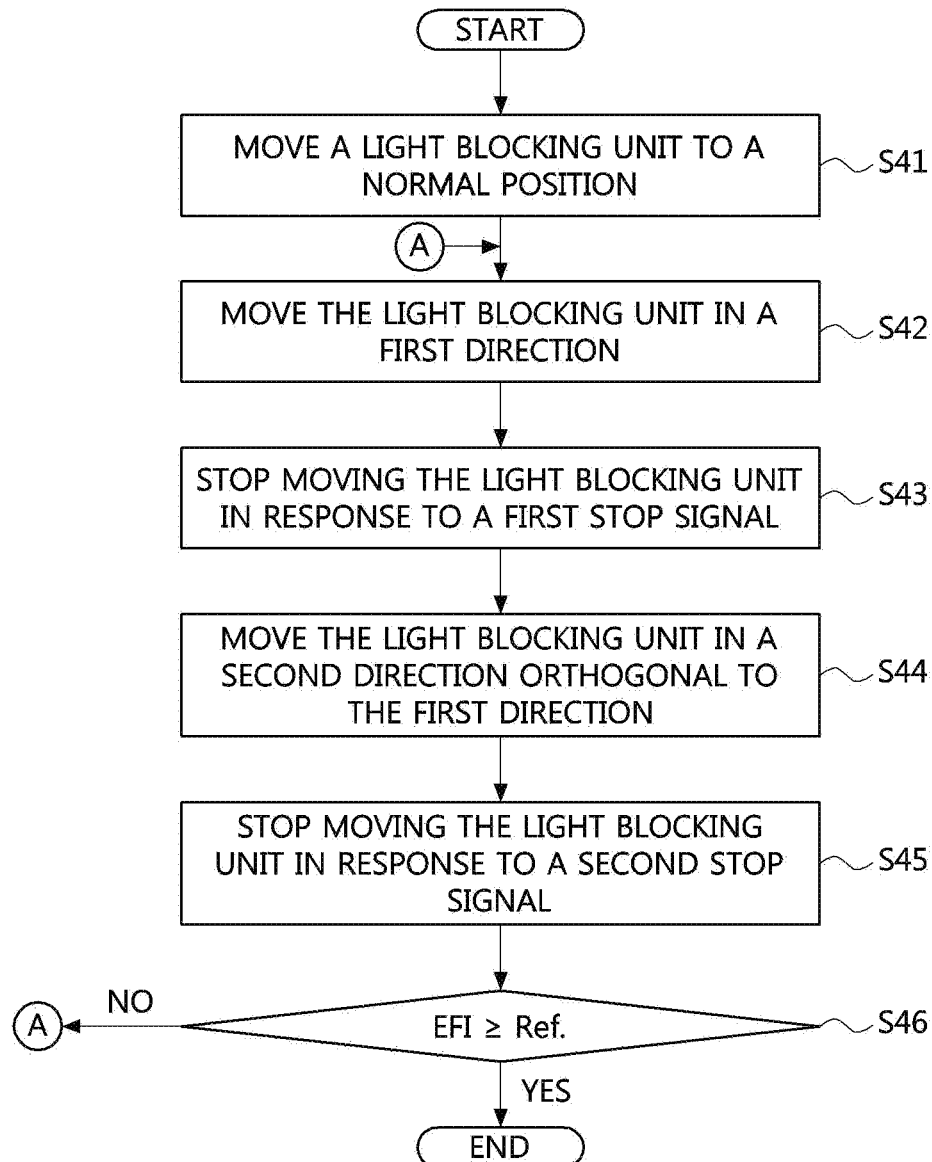 START
MOVE A LIGHT BLOCKING UNIT TO A
NORMAL POSITION
S41
A
MOVE THE LIGHT BLOCKING UNIT IN A
FIRST DIRECTION
S42
STOP MOVING THE LIGHT BLOCKING UNIT
IN RESPONSE TO A FIRST STOP SIGNAL
S43
MOVE THE LIGHT BLOCKING UNIT IN A
SECOND DIRECTION ORTHOGONAL TO
THE FIRST DIRECTION
S44
STOP MOVING THE LIGHT BLOCKING
UNIT IN RESPONSE TO A SECOND STOP
SIGNAL
S45
A
NO
EFI ≥ Ref.
S46
YES
END